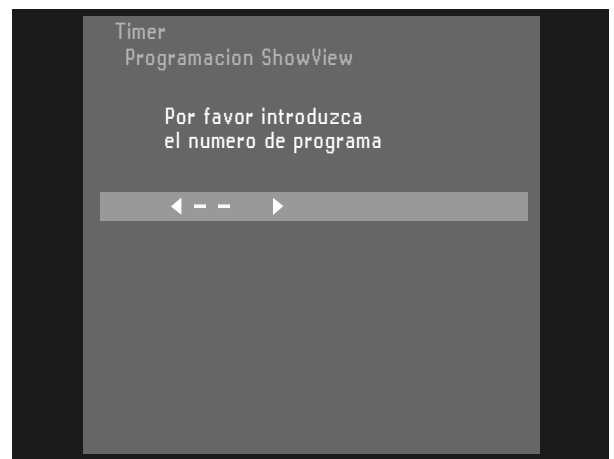 Timer
Programacion ShowView
Por favor introduzca
el numero de programa
◀ – – ▶